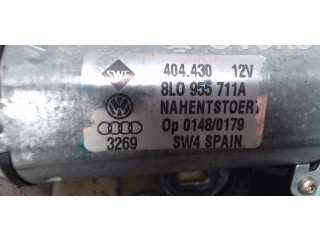 SWF 404.430 12V
8L0 955 711A
NAHENTSTOERT
Op 0148/0179
3269 SW4 SPAIN